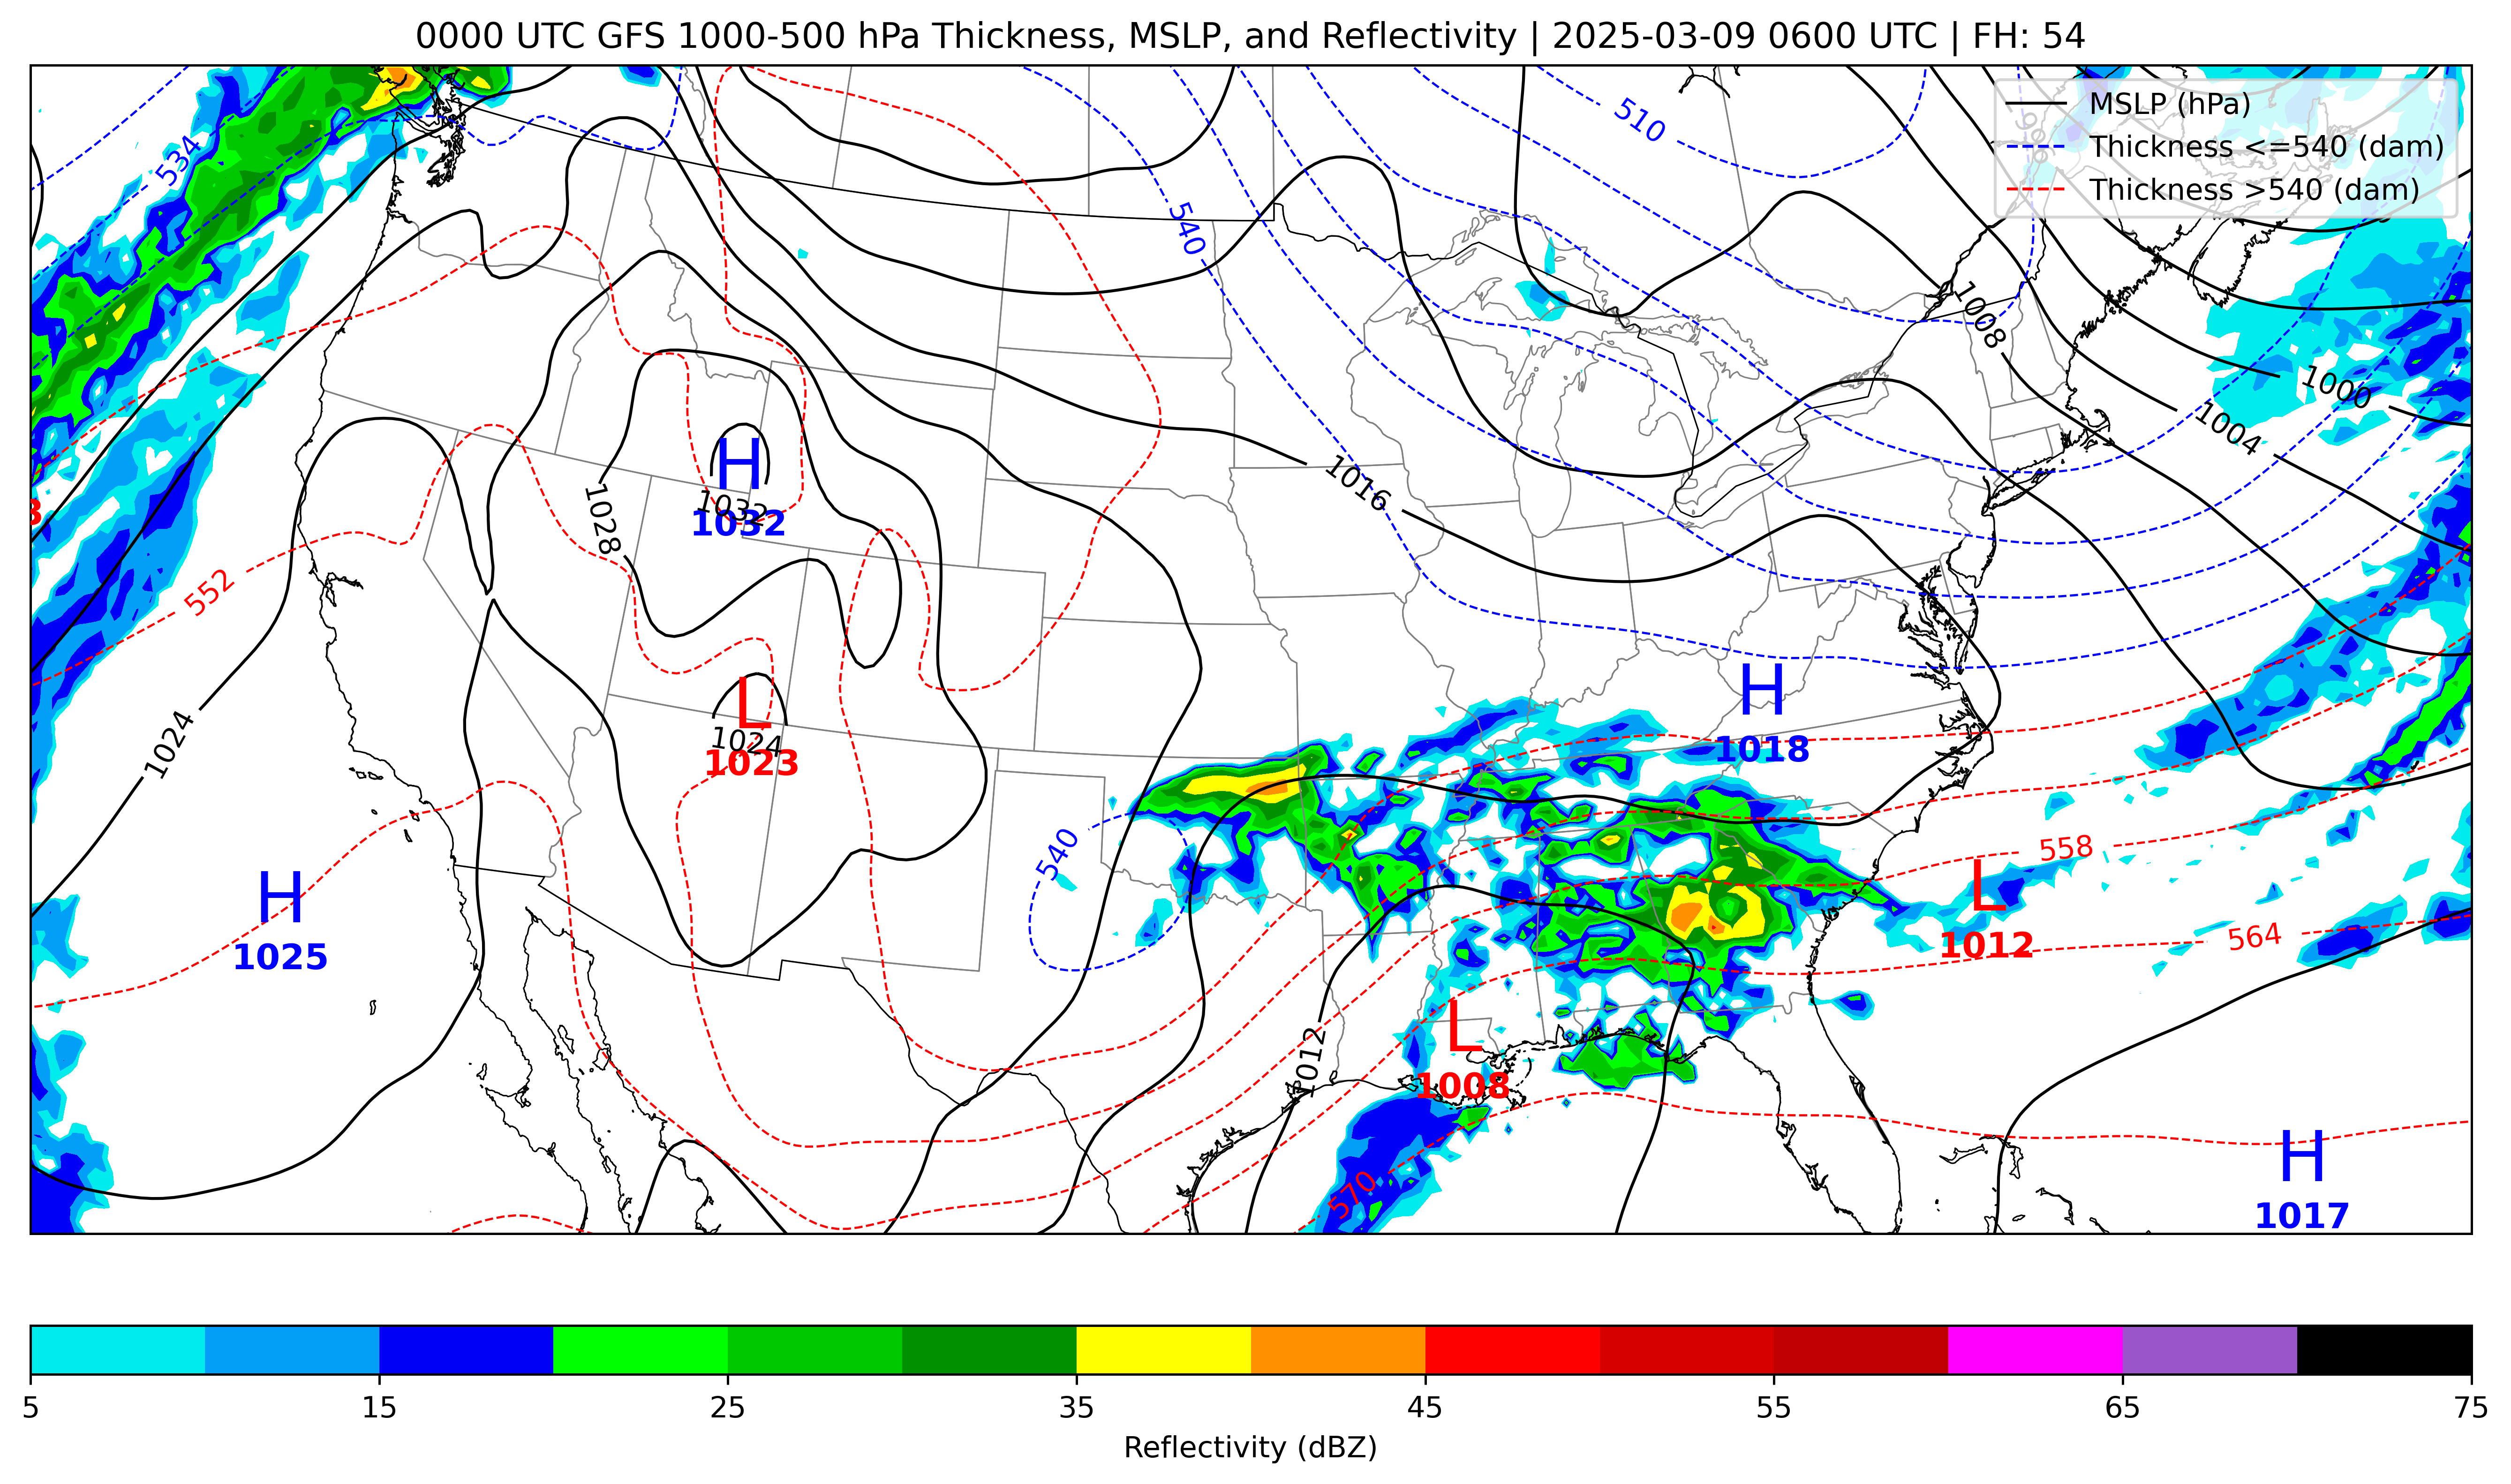 0000 UTC GFS 1000-500 hPa Thickness, MSLP, and Reflectivity | 2025-03-09 0600 UTC | FH: 54
MSLP (hPa)
Thickness <=540 (dam)
Thickness >540 (dam)
996
510
534
540
1008
1000
1004
H
1032
1032
1028
1016
552
L
1024
1023
H
1018
1024
540
558
L
1012
H
1025
564
L
1008
1012
570
H
1017
5
15
25
35
45
55
65
75
Reflectivity (dBZ)